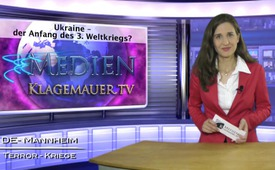 Ukraine –
der Anfang des 3. Weltkriegs?
MEDIEN
KLAGEMAUER.TV
DE- MANNHEIM
TERROR - KRIEGE